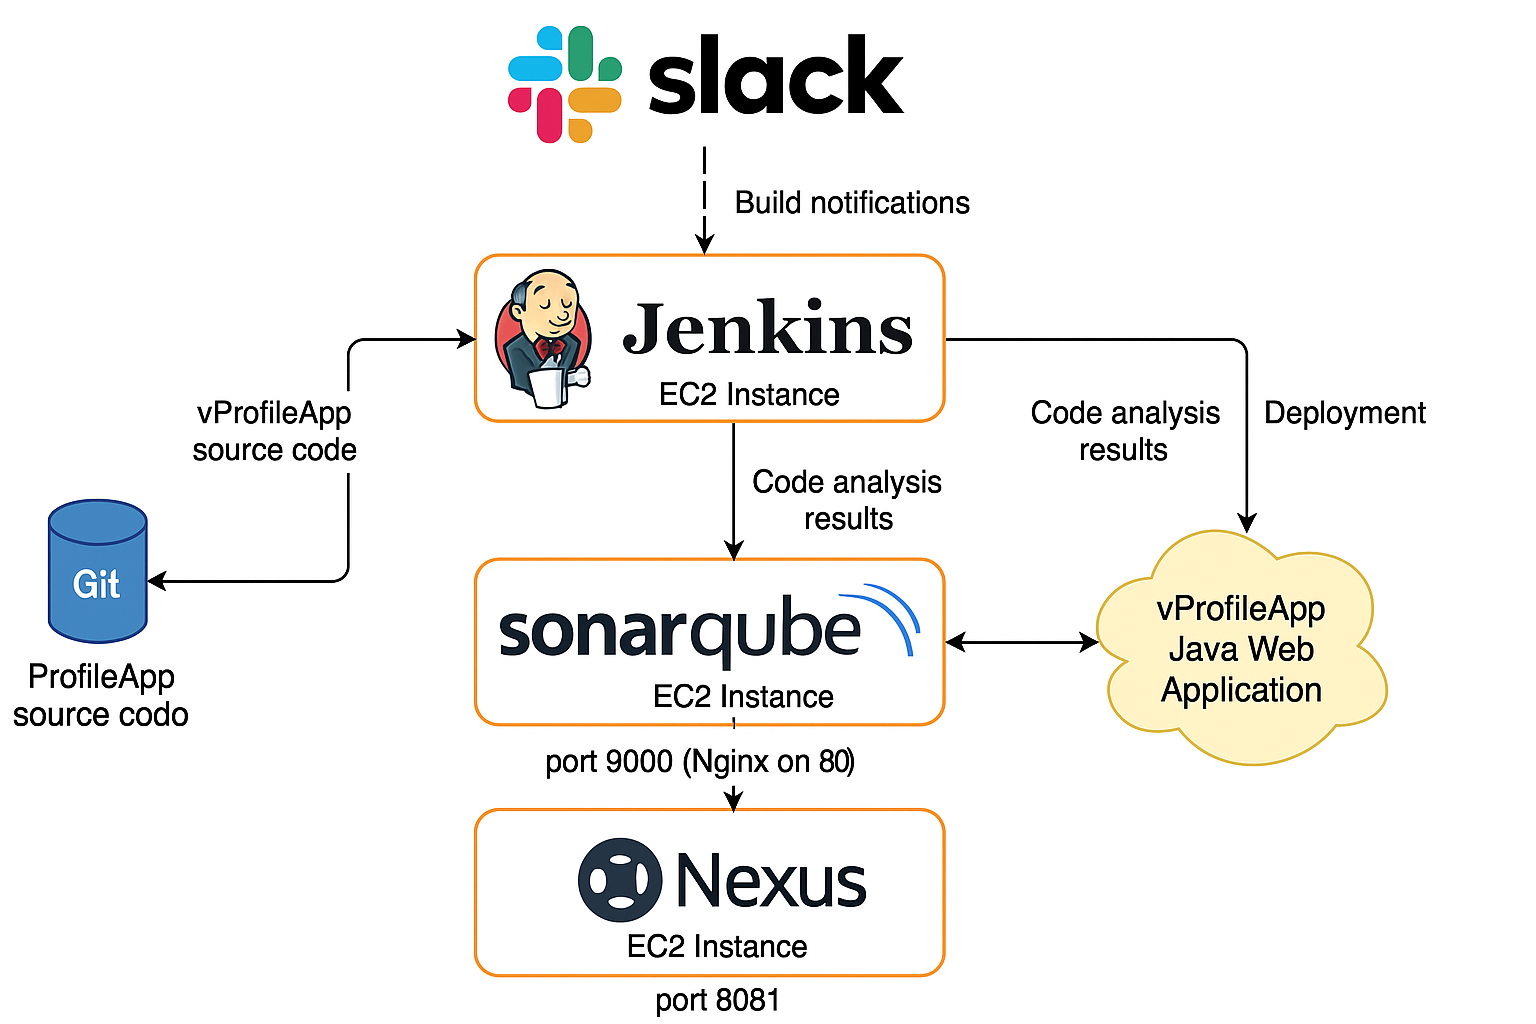 slack
Build notifications
Jenkins
EC2 Instance
vProfileApp
source code
Code analysis
results
Deployment
Code analysis
results
Git
ProfileApp
source codo
sonarqube
EC2 Instance
vProfileApp
Java Web
Application
port 9000 (Nginx on 80)
Nexus
EC2 Instance
port 8081